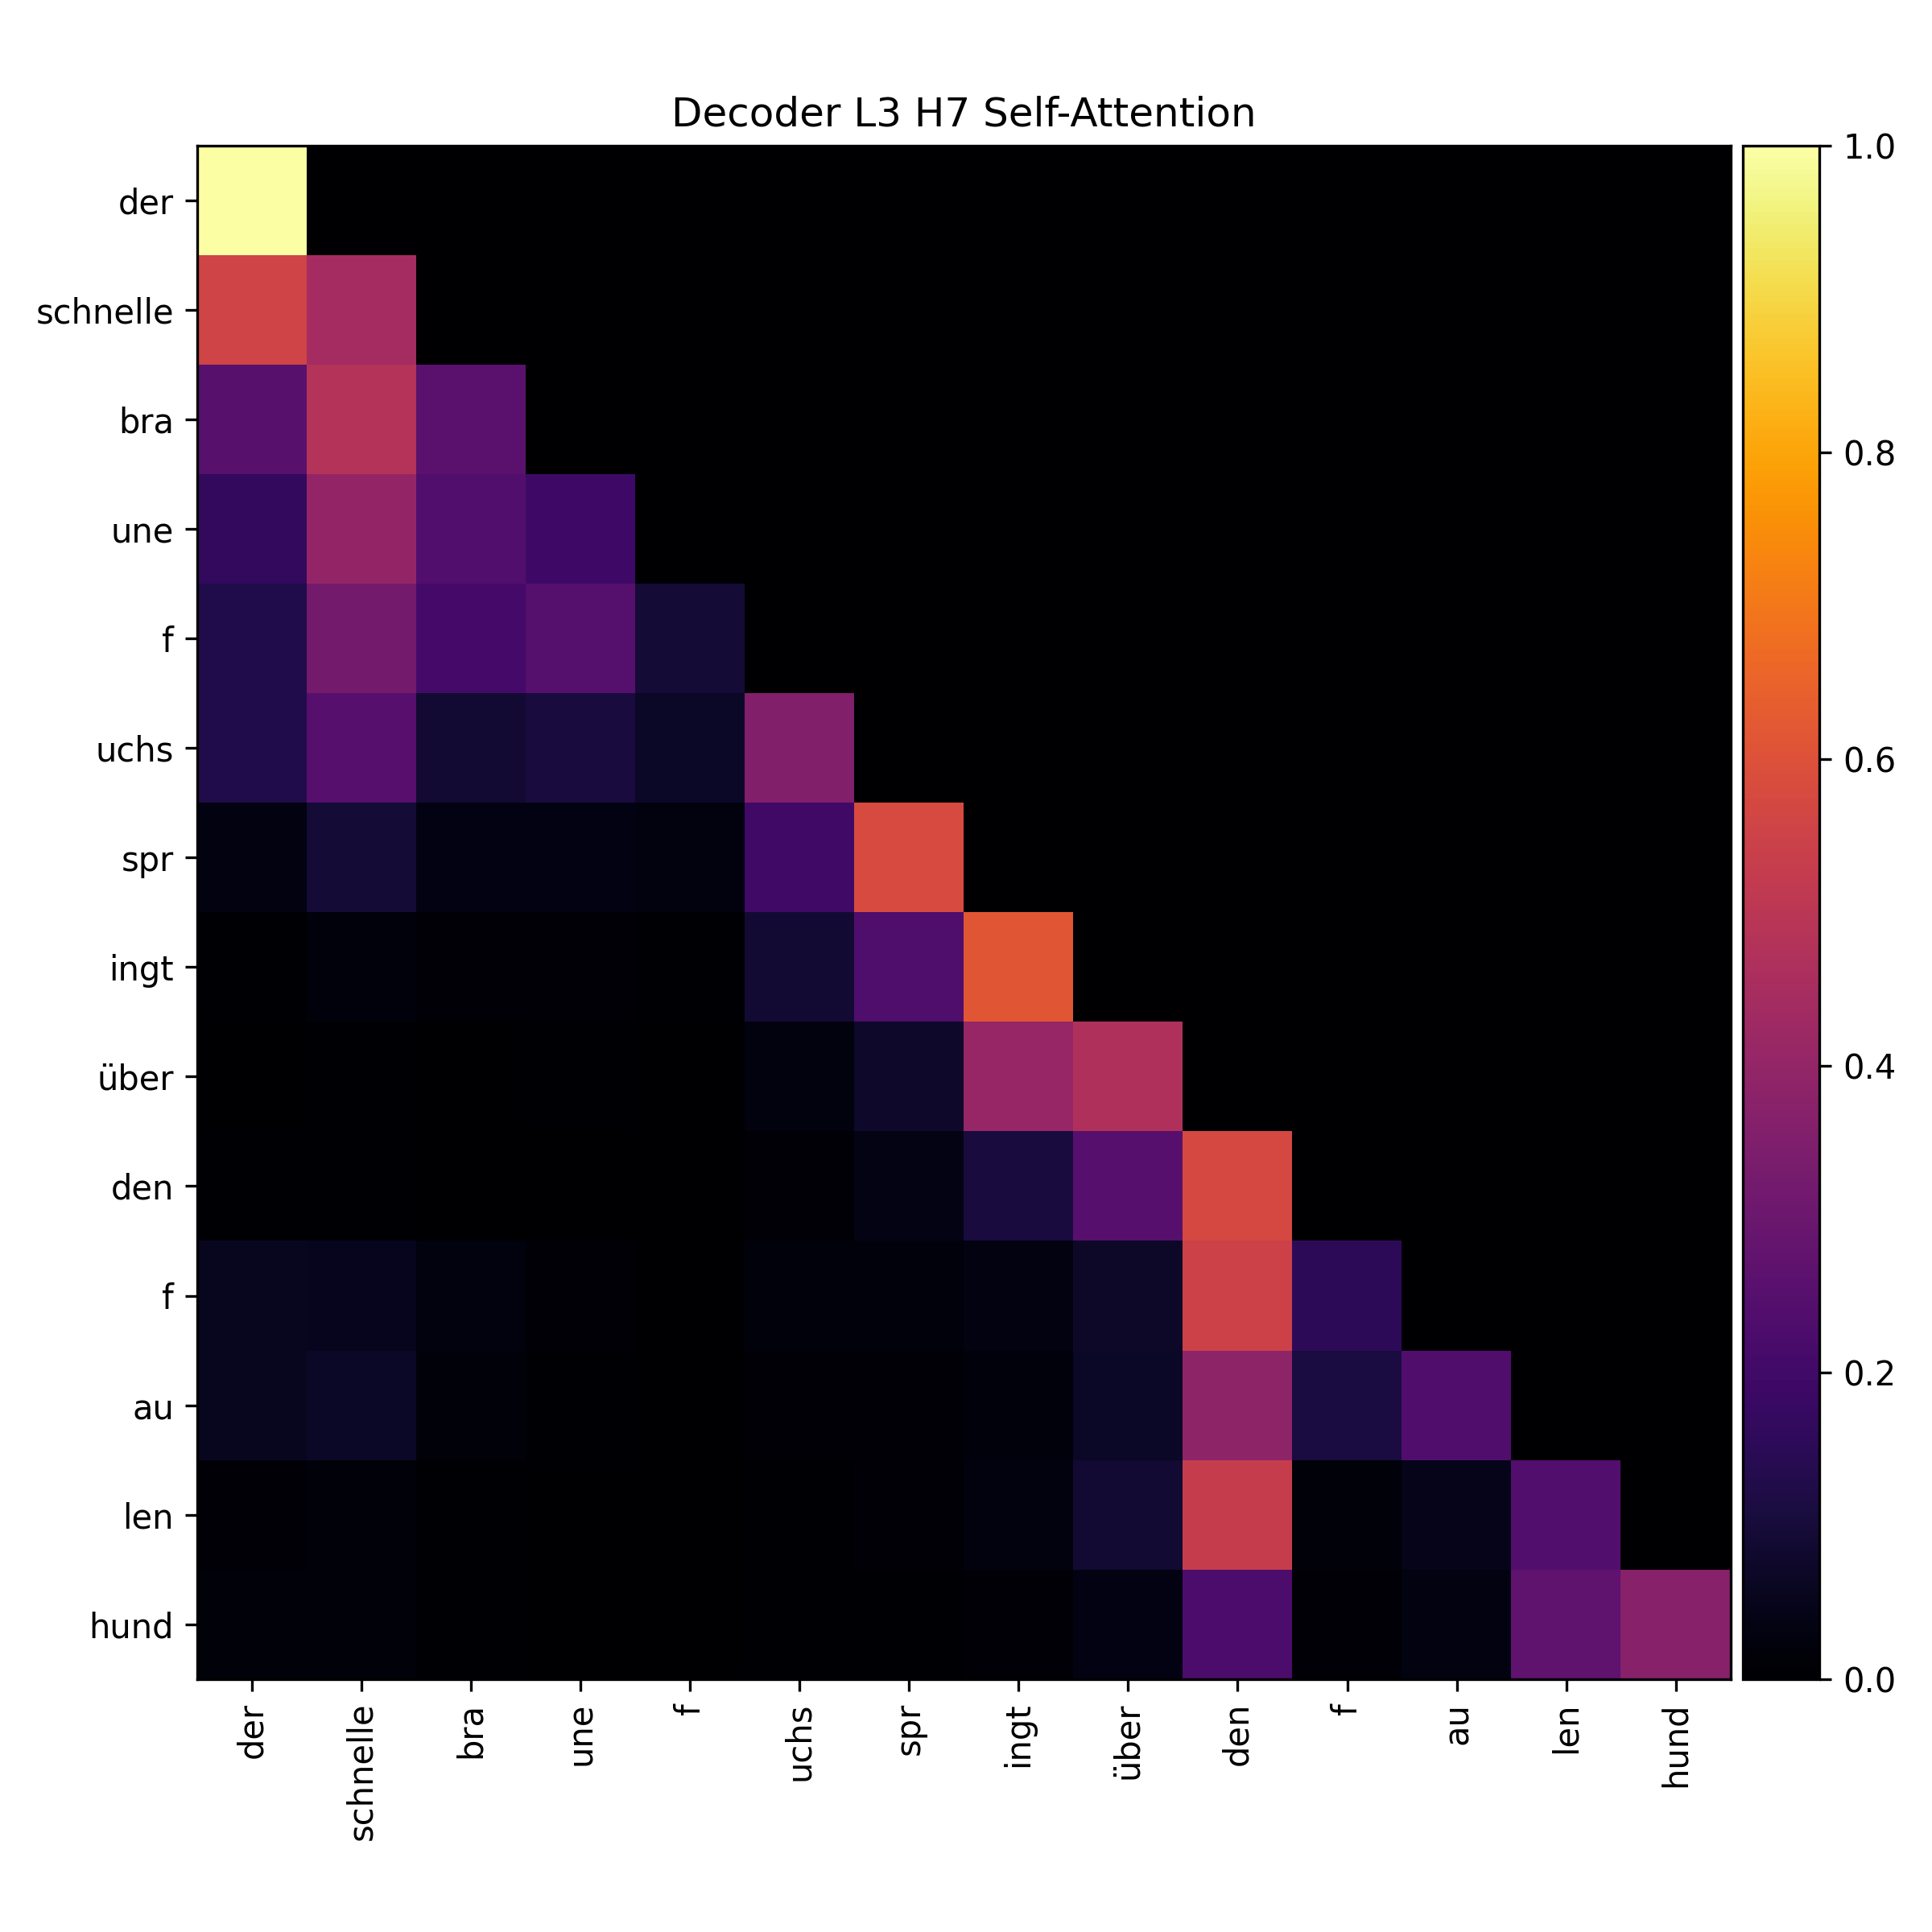 Decoder L3 H7 Self-Attention
der
schnelle
bra
une
f
uchs
spr
ingt
über
den
f
au
len
hund
der
schnelle
bra
une
f
uchs
spr
ingt
über
den
f
au
len
hund
1.0
0.8
0.6
0.4
0.2
0.0